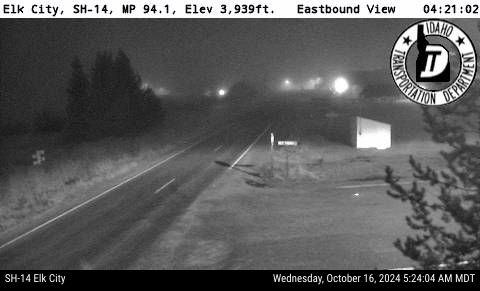 Elk City, SH-14, MP 94.1, Elev 3,939ft. Eastbound View 04:21:02
IDAHO
TRANSPORTATION DEPARTMENT
SH-14 Elk City Wednesday, October 16, 2024 5:24:04 AM MDT